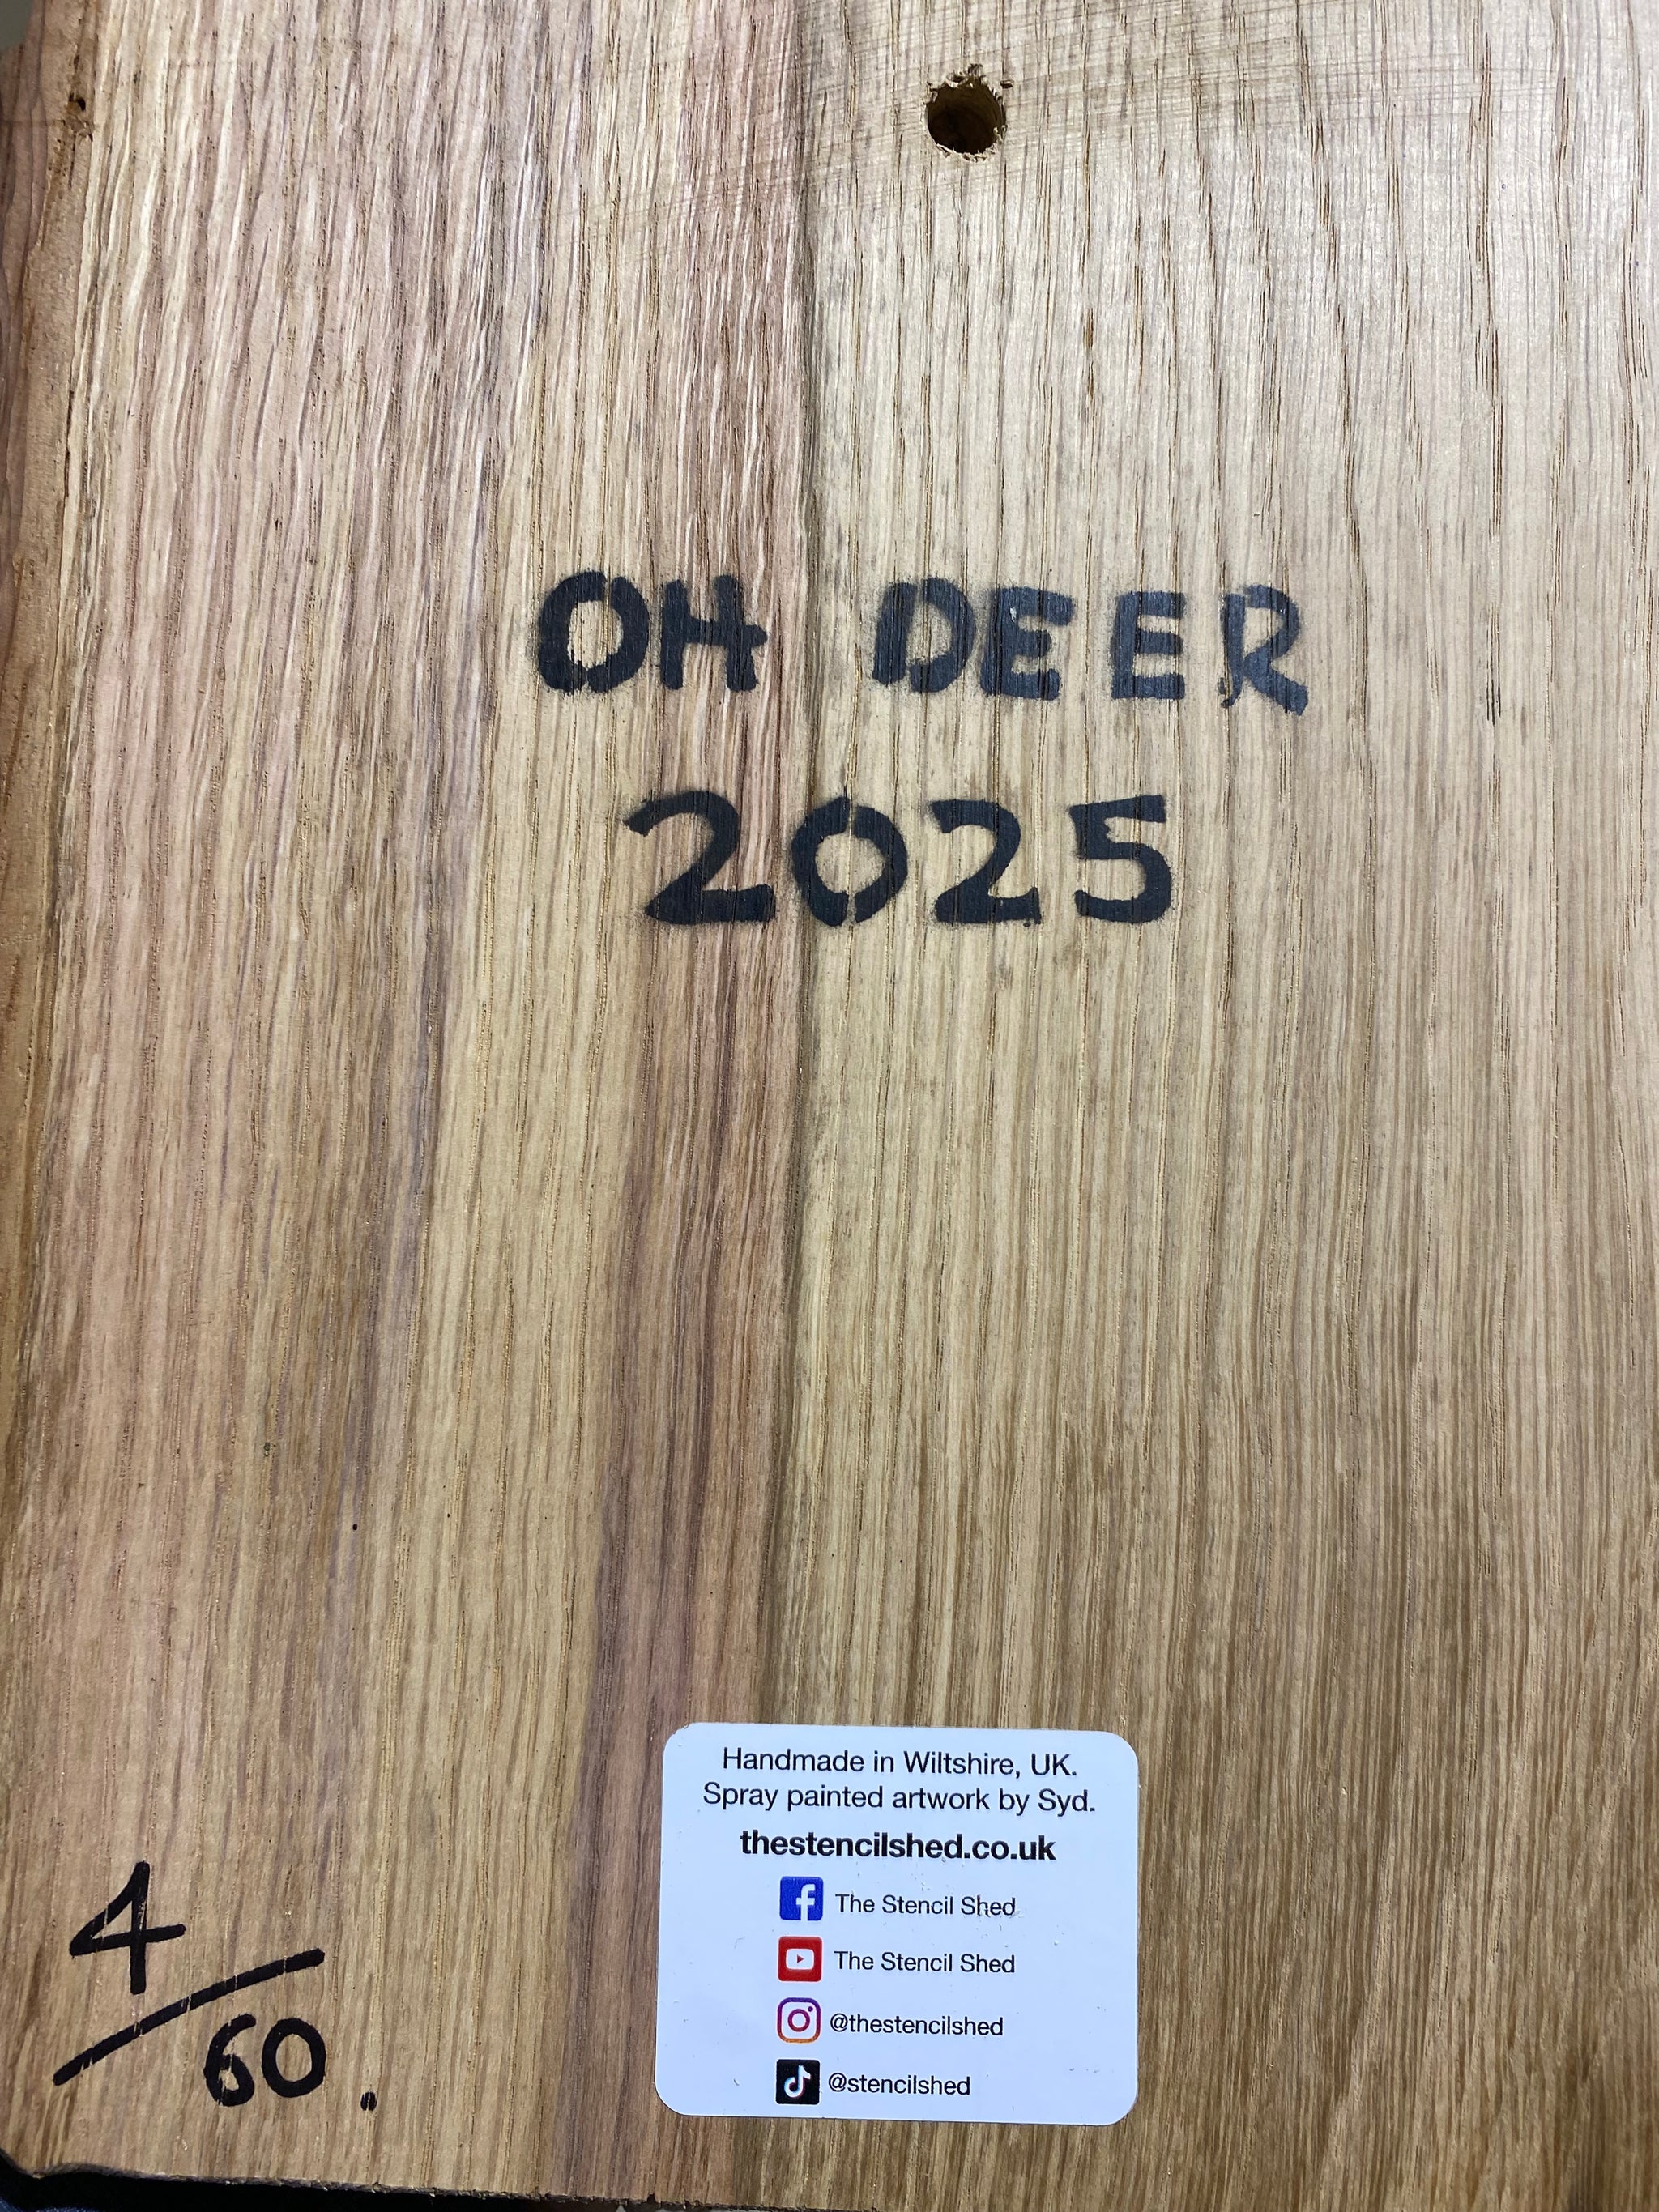 OH DEER
2025
Handmade in Wiltshire, UK.
Spray painted artwork by Syd.
thestencilshed.co.uk
The Stencil Shed
The Stencil Shed
@thestencilshed
@stencilshed
4/60.